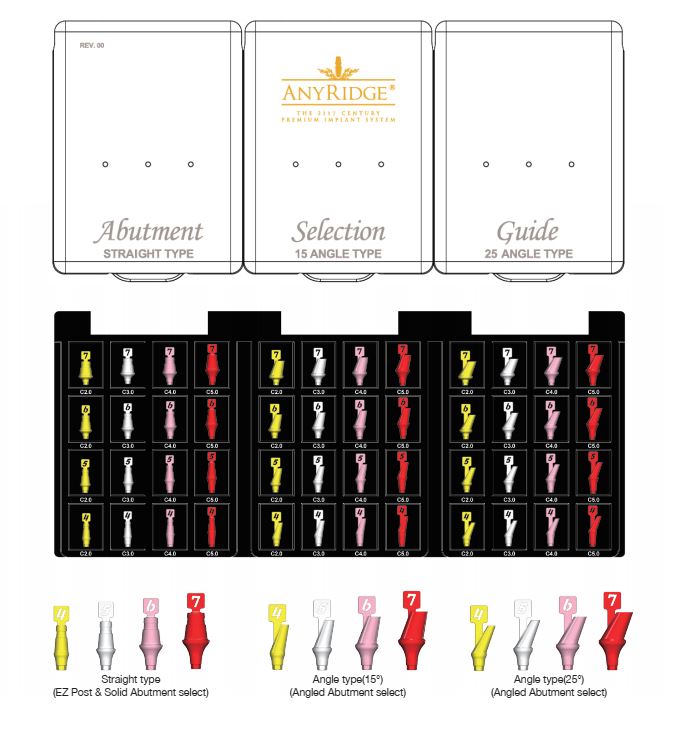 REV. 00
ANYRIDGE®
THE 21ST CENTURY
PREMIUM IMPLANT SYSTEM
Abutment Selection Guide
STRAIGHT TYPE 15 ANGLE TYPE 25 ANGLE TYPE
7 7 7 7 7 7 7 7 7 7 7 7
C2.0 C3.0 C4.0 C5.0 C2.0 C3.0 C4.0 C5.0 C2.0 C3.0 C4.0 C5.0
6 6 6 6 6 6 6 6 6 6 6 6
C2.0 C3.0 C4.0 C5.0 C2.0 C3.0 C4.0 C5.0 C2.0 C3.0 C4.0 C5.0
5 5 5 5 5 5 5 5 5 5 5 5
C2.0 C3.0 C4.0 C5.0 C2.0 C3.0 C4.0 C5.0 C2.0 C3.0 C4.0 C5.0
4 4 4 4 4 4 4 4 4 4 4 4
C2.0 C3.0 C4.0 C5.0 C2.0 C3.0 C4.0 C5.0 C2.0 C3.0 C4.0 C5.0
4 5 6 7 4 5 6 7 4 5 6 7
Straight type Angle type(15°) Angle type(25°)
(EZ Post & Solid Abutment select) (Angled Abutment select) (Angled Abutment select)